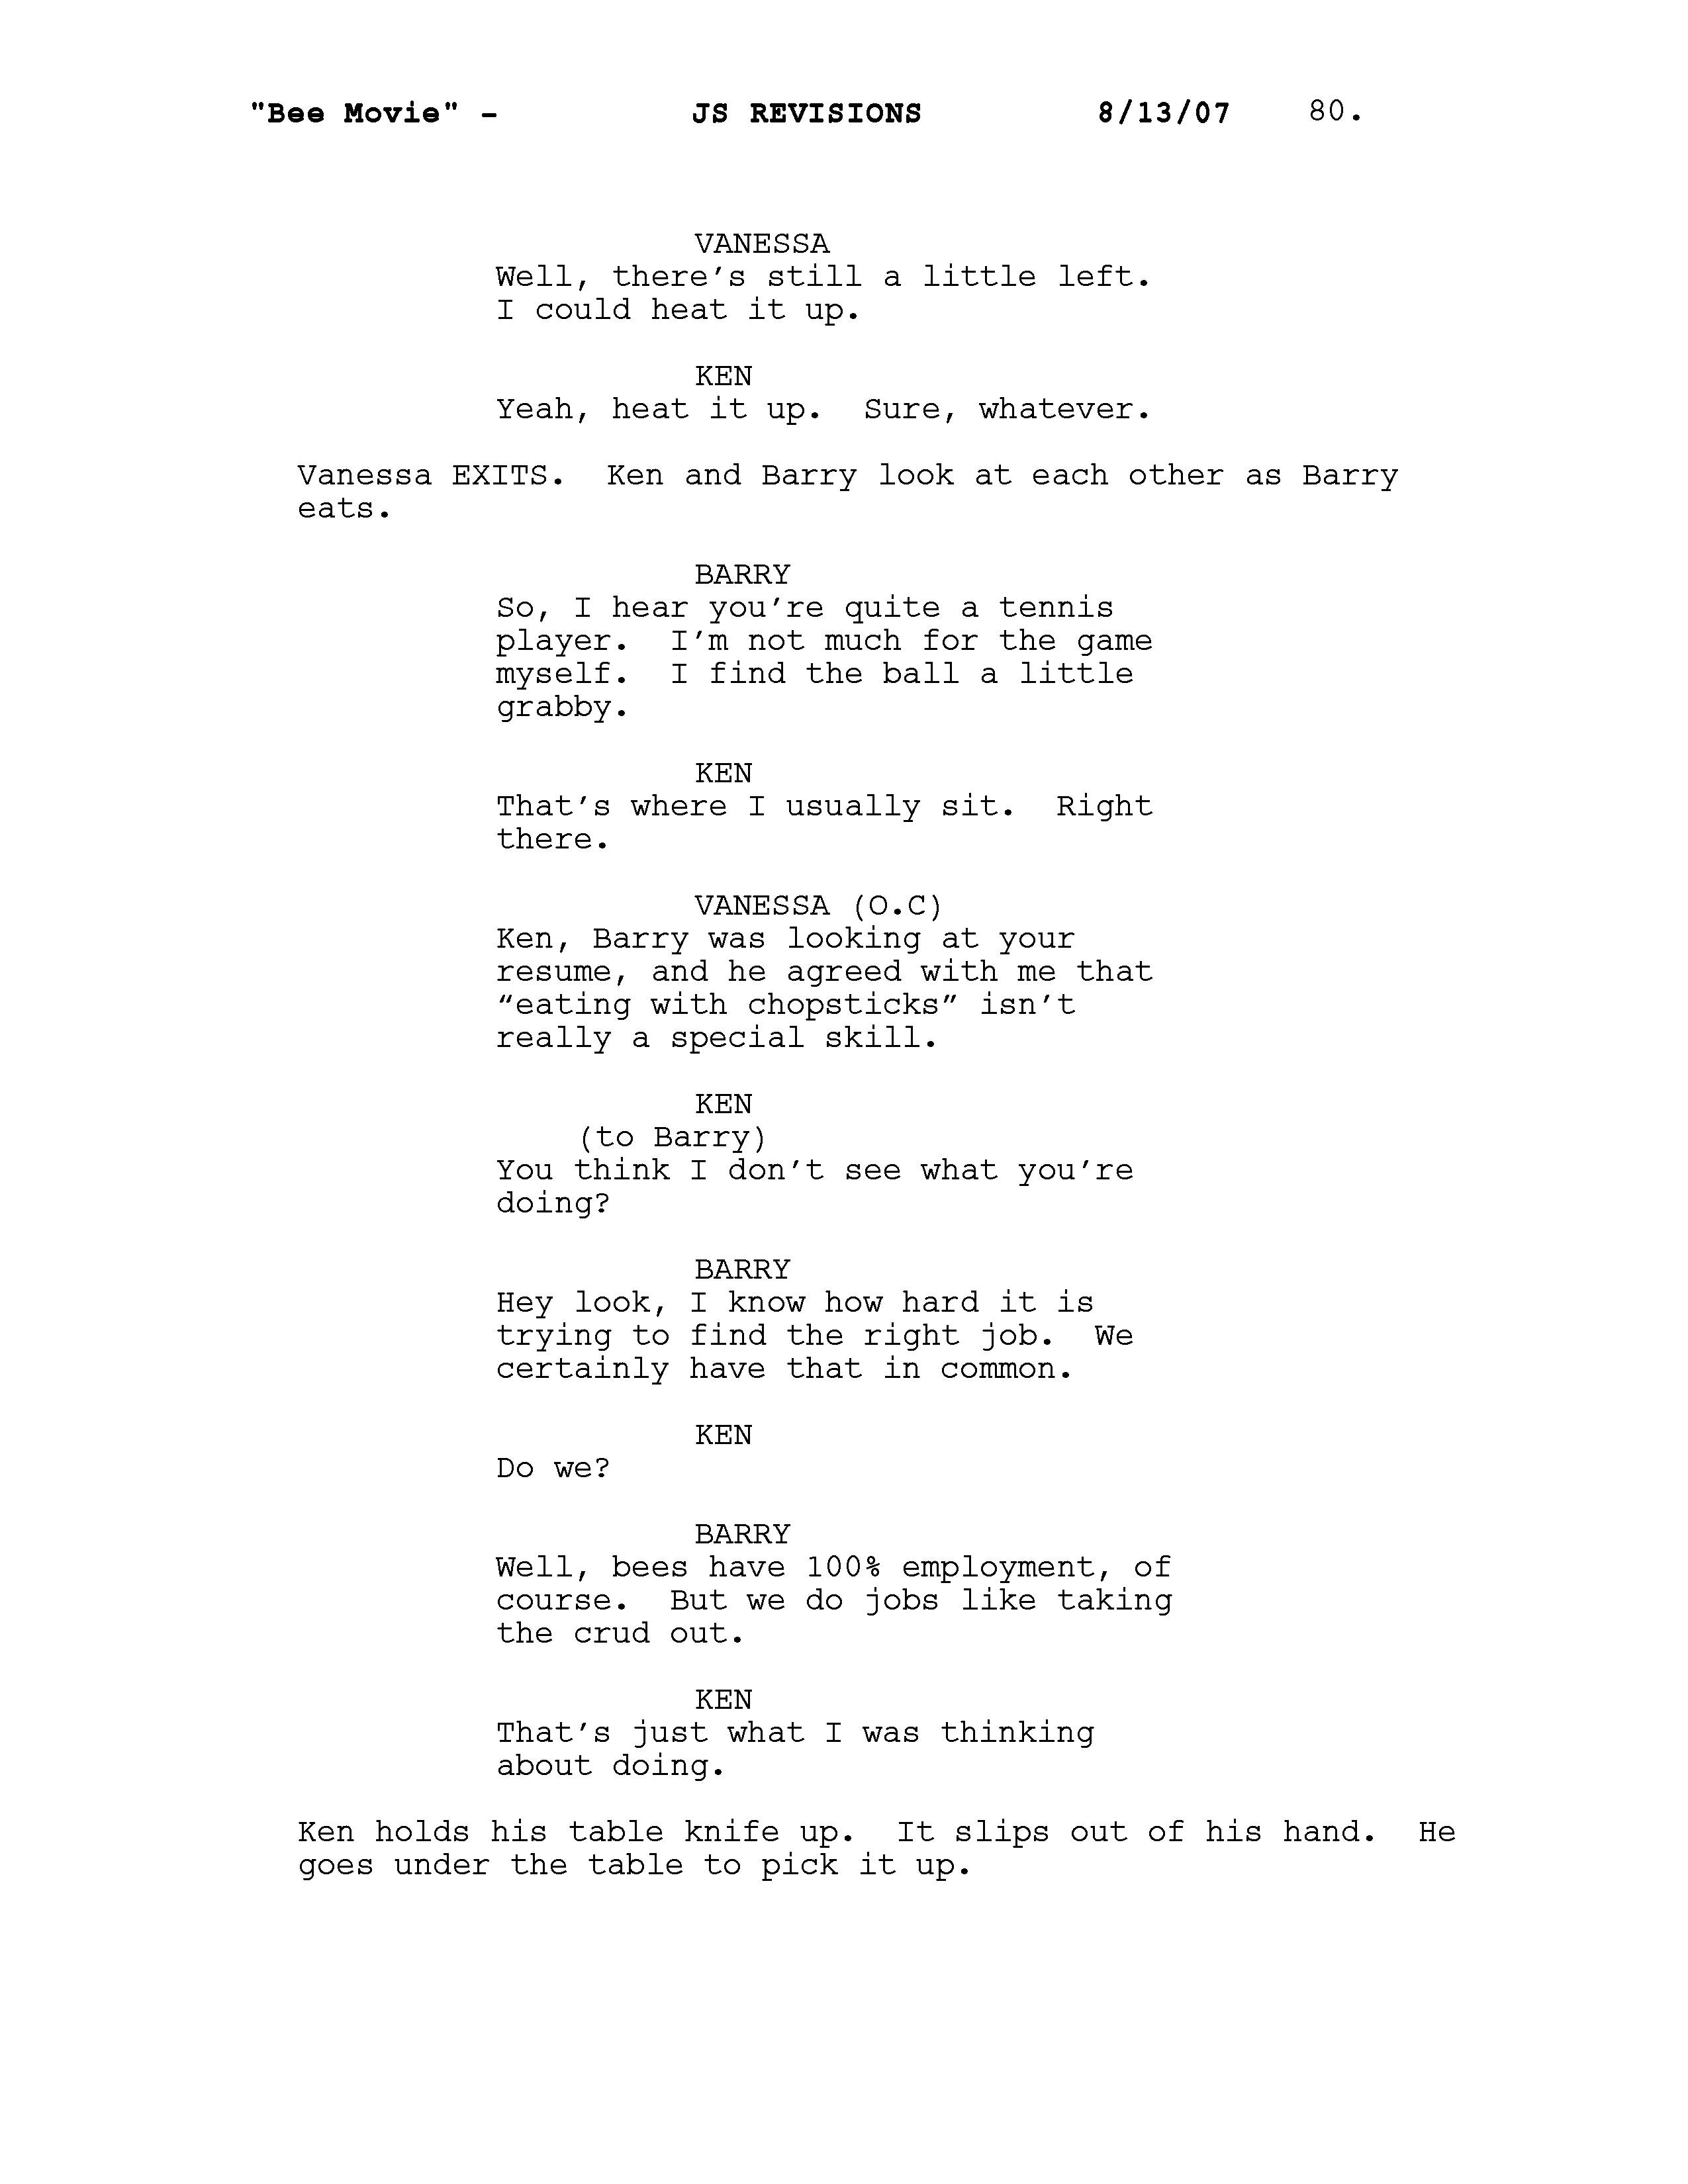 "Bee Movie" - JS REVISIONS 8/13/07 80.
VANESSA
Well, there’s still a little left.
I could heat it up.
KEN
Yeah, heat it up.  Sure, whatever.
Vanessa EXITS.  Ken and Barry look at each other as Barry
eats.
BARRY
So, I hear you’re quite a tennis
player.  I’m not much for the game
myself.  I find the ball a little
grabby.
KEN
That’s where I usually sit.  Right
there.
VANESSA (O.C)
Ken, Barry was looking at your
resume, and he agreed with me that
“eating with chopsticks” isn’t
really a special skill.
KEN
(to Barry)
You think I don’t see what you’re
doing?
BARRY
Hey look, I know how hard it is
trying to find the right job.  We
certainly have that in common.
KEN
Do we?
BARRY
Well, bees have 100% employment, of
course.  But we do jobs like taking
the crud out.
KEN
That’s just what I was thinking
about doing.
Ken holds his table knife up.  It slips out of his hand.  He
goes under the table to pick it up.